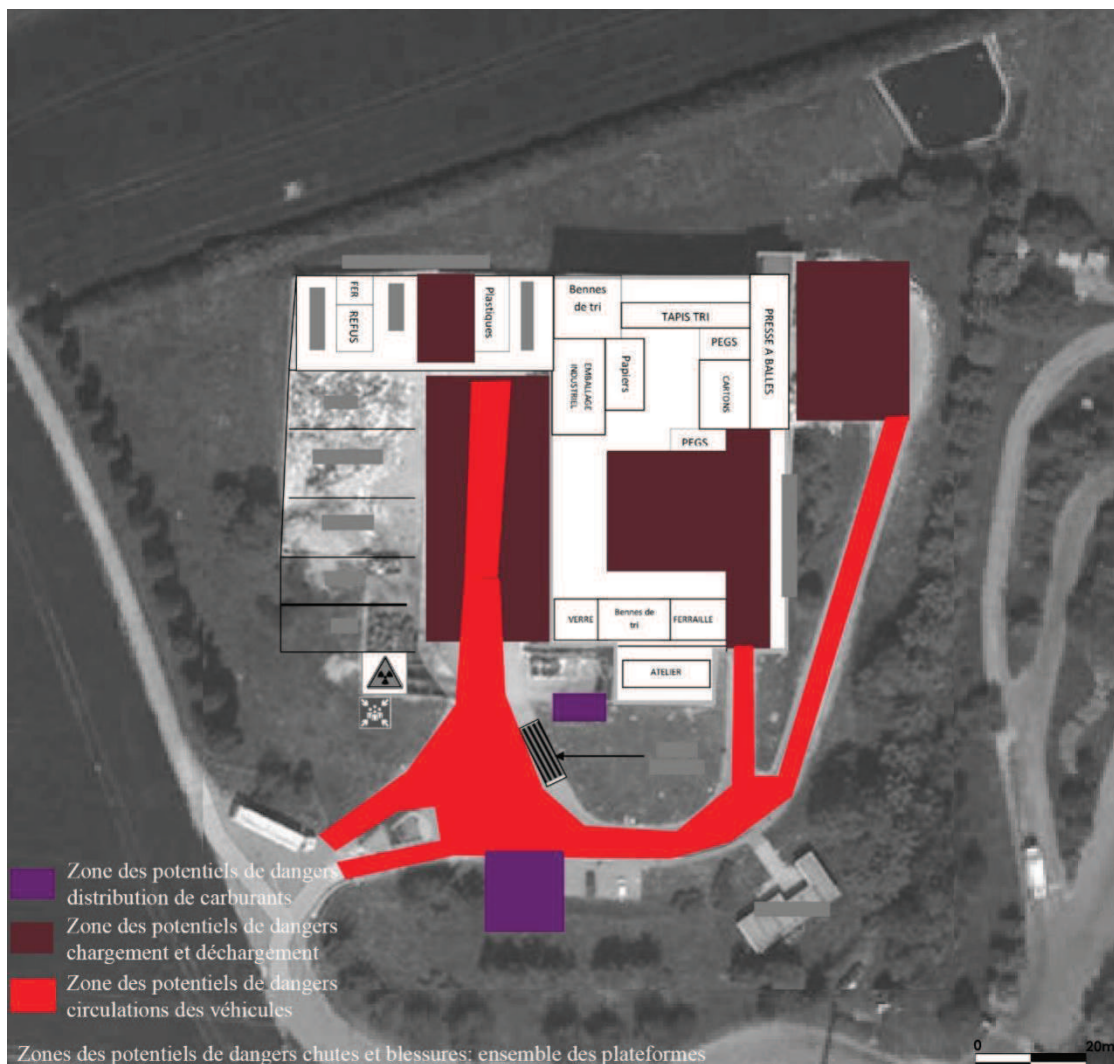 FER
REFUS
Plastiques
Bennes
de tri
TAPIS TRI
PRESSE A BALLES
PEGS
EMBALLAGE
INDUSTRIEL
Papiers
CARTONS
PEGS
VERRE
Bennes de
tri
FERRAILLE
ATELIER
Zone des potentiels de dangers
distribution de carburants
Zone des potentiels de dangers
chargement et déchargement
Zone des potentiels de dangers
circulations des véhicules
Zones des potentiels de dangers chutes et blessures: ensemble des plateformes
0 20m